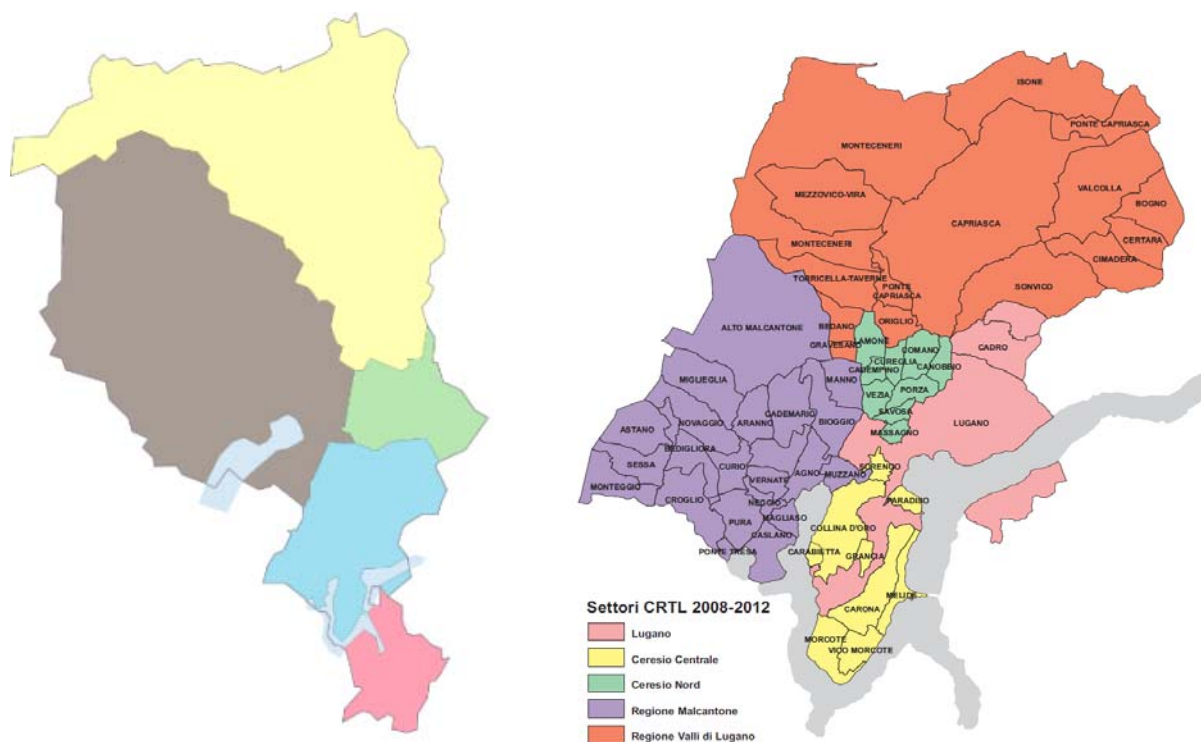 ISONE
PONTE CAPRIASCA
MONTECENERI
MEZZOVICO-VIRA
VALCOLLA
BOGNO
CAPRIASCA
CERTARA
MONTECENERI
CIMADERA
TORRICELLA-TAVERNE
SONVICO
PONTE
CAPRIASCA
ORIGLIO
ALTO MALCANTONE
BEDANO
GRAVESANO
LAMONE
COMANO
CADRO
CUREGLIA
CADEMPINO
CANOBBIO
MIGLIEGLIA
MANNO
VEZIA
PORZA
CADEMARIO
SAVOSA
NOVAGGIO
ARANNO
BIOGGIO
LUGANO
ASTANO
MASSAGNO
BEDIGLIORA
SESSA
CURIO
AGNO
MUZZANO
SORENGO
VERNATE
MONTEGGIO
CROGLIO
NEGGIO
PARADISO
MAGLIASO
PURA
COLLINA D'ORO
CASLANO
PONTE TRESA
CARABIETTA
GRANCIA
MELIDE
CARONA
MORCOTE
VICO MORCOTE
Settori CRTL 2008-2012
Lugano
Ceresio Centrale
Ceresio Nord
Regione Malcantone
Regione Valli di Lugano